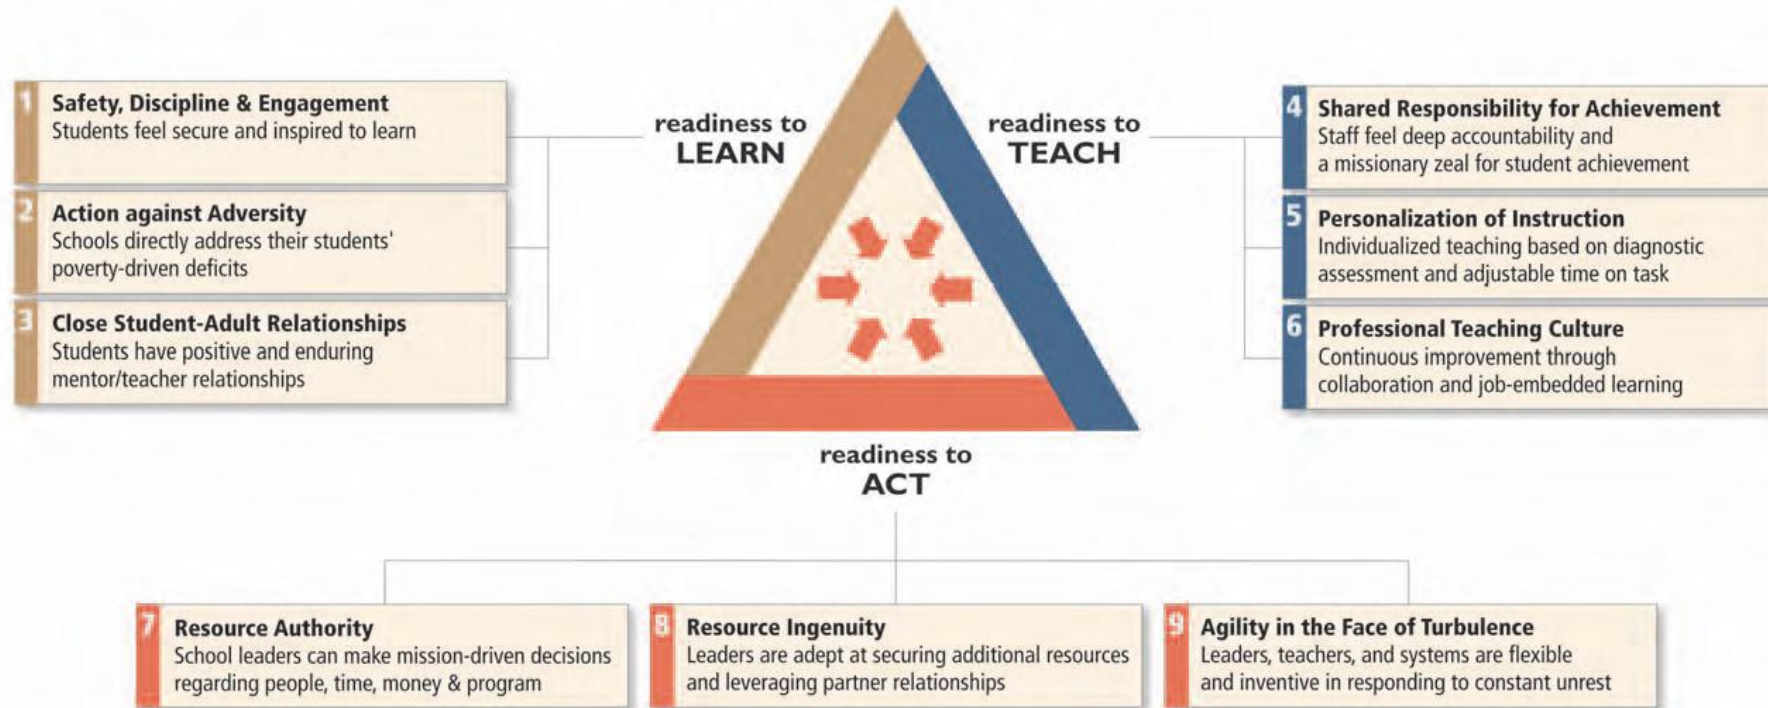 readiness to
LEARN
1
Safety, Discipline & Engagement
Students feel secure and inspired to learn
2
Action against Adversity
Schools directly address their students'
poverty-driven deficits
3
Close Student-Adult Relationships
Students have positive and enduring
mentor/teacher relationships
readiness to
TEACH
4
Shared Responsibility for Achievement
Staff feel deep accountability and
a missionary zeal for student achievement
5
Personalization of Instruction
Individualized teaching based on diagnostic
assessment and adjustable time on task
6
Professional Teaching Culture
Continuous improvement through
collaboration and job-embedded learning
readiness to
ACT
7
Resource Authority
School leaders can make mission-driven decisions
regarding people, time, money & program
8
Resource Ingenuity
Leaders are adept at securing additional resources
and leveraging partner relationships
9
Agility in the Face of Turbulence
Leaders, teachers, and systems are flexible
and inventive in responding to constant unrest